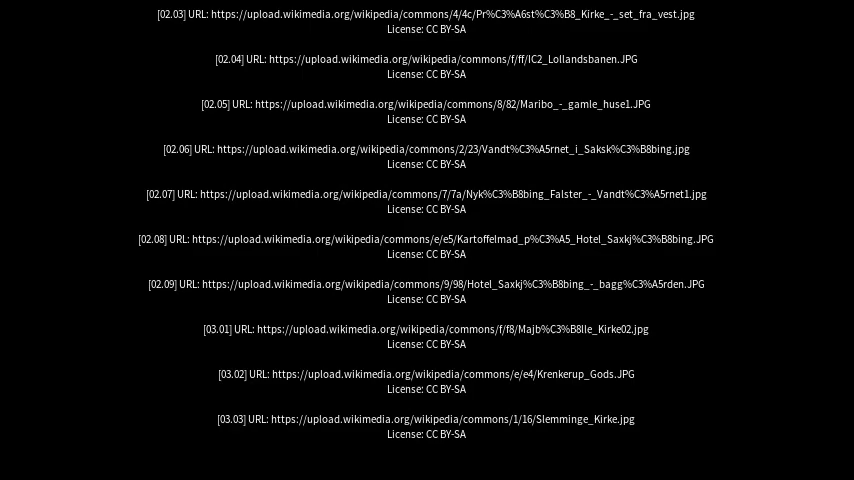 [02.03] URL: https://upload.wikimedia.org/wikipedia/commons/4/4c/Pr%C3%A6st%C3%B8_Kirke_-_set_fra_vest.jpg
License: CC BY-SA
[02.04] URL: https://upload.wikimedia.org/wikipedia/commons/f/ff/IC2_Lollandsbanen.JPG
License: CC BY-SA
[02.05] URL: https://upload.wikimedia.org/wikipedia/commons/8/82/Maribo_-_gamle_huse1.JPG
License: CC BY-SA
[02.06] URL: https://upload.wikimedia.org/wikipedia/commons/2/23/Vandt%C3%A5rnet_i_Saksk%C3%B8bing.jpg
License: CC BY-SA
[02.07] URL: https://upload.wikimedia.org/wikipedia/commons/7/7a/Nyk%C3%B8bing_Falster_-_Vandt%C3%A5rnet1.jpg
License: CC BY-SA
[02.08] URL: https://upload.wikimedia.org/wikipedia/commons/e/e5/Kartoffelmad_p%C3%A5_Hotel_Saxkj%C3%B8bing.JPG
License: CC BY-SA
[02.09] URL: https://upload.wikimedia.org/wikipedia/commons/9/98/Hotel_Saxkj%C3%B8bing_-_bagg%C3%A5rden.JPG
License: CC BY-SA
[03.01] URL: https://upload.wikimedia.org/wikipedia/commons/f/f8/Majb%C3%B8lle_Kirke02.jpg
License: CC BY-SA
[03.02] URL: https://upload.wikimedia.org/wikipedia/commons/e/e4/Krenkerup_Gods.JPG
License: CC BY-SA
[03.03] URL: https://upload.wikimedia.org/wikipedia/commons/1/16/Slemminge_Kirke.jpg
License: CC BY-SA